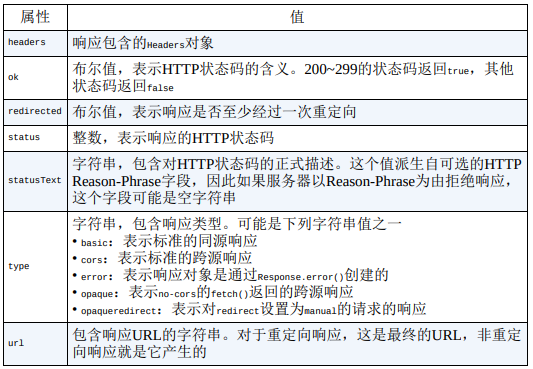 属性 值
headers 响应包含的Headers对象
ok 布尔值，表示HTTP状态码的含义。200~299的状态码返回true，其他
状态码返回false
redirected 布尔值，表示响应是否至少经过一次重定向
status 整数，表示响应的HTTP状态码
statusText 字符串，包含对HTTP状态码的正式描述。这个值派生自可选的HTTP
Reason-Phrase字段，因此如果服务器以Reason-Phrase为由拒绝响应，
这个字段可能是空字符串
type 字符串，包含响应类型。可能是下列字符串值之一
• basic：表示标准的同源响应
• cors：表示标准的跨源响应
• error：表示响应对象是通过Response.error()创建的
• opaque：表示no-cors的fetch()返回的跨源响应
• opaqueredirect：表示对redirect设置为manual的请求的响应
url 包含响应URL的字符串。对于重定向响应，这是最终的URL，非重定
向响应就是它产生的